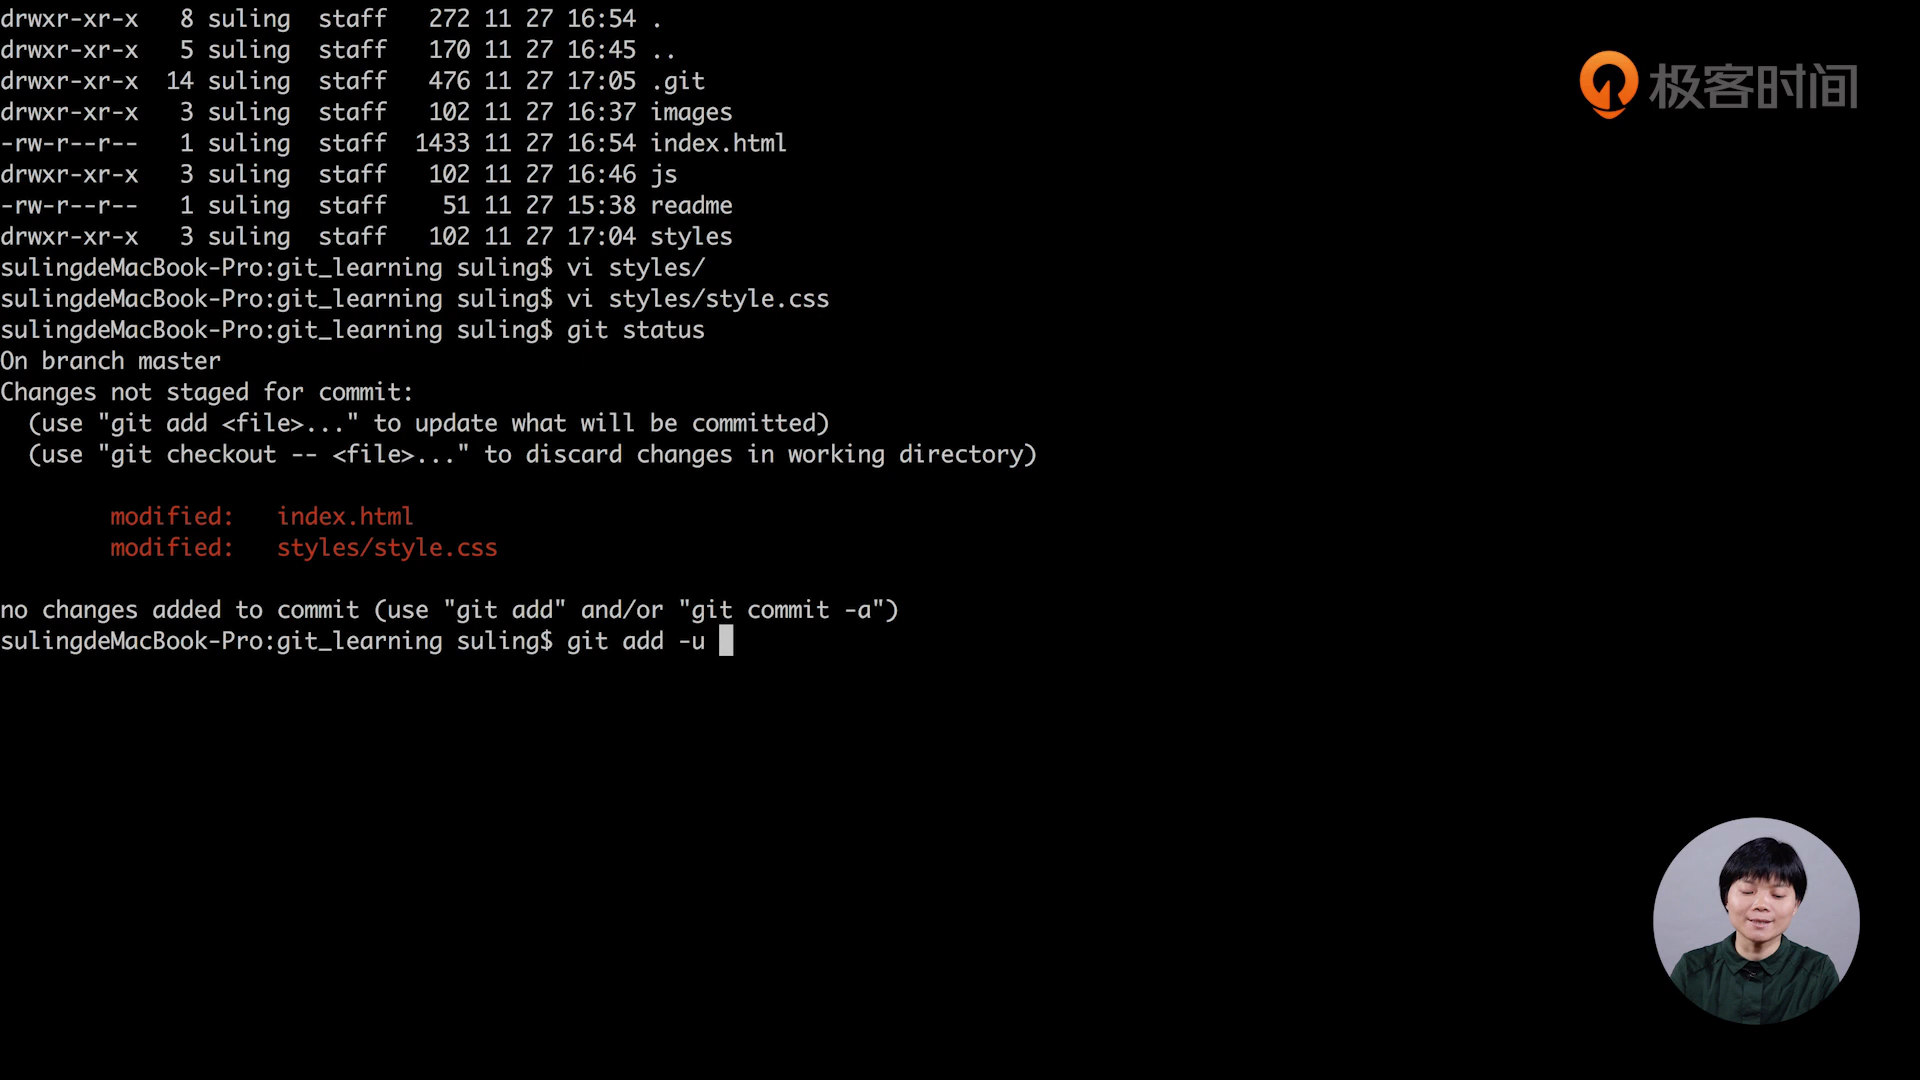 drwxr-xr-x   8 suling  staff   272 11 27 16:54 .
drwxr-xr-x   5 suling  staff   170 11 27 16:45 ..
drwxr-xr-x  14 suling  staff   476 11 27 17:05 .git
drwxr-xr-x   3 suling  staff   102 11 27 16:37 images
-rw-r--r--   1 suling  staff  1433 11 27 16:54 index.html
drwxr-xr-x   3 suling  staff   102 11 27 16:46 js
-rw-r--r--   1 suling  staff    51 11 27 15:38 readme
drwxr-xr-x   3 suling  staff   102 11 27 17:04 styles
sulingdeMacBook-Pro:git_learning suling$ vi styles/
sulingdeMacBook-Pro:git_learning suling$ vi styles/style.css
sulingdeMacBook-Pro:git_learning suling$ git status
On branch master
Changes not staged for commit:
  (use "git add <file>..." to update what will be committed)
  (use "git checkout -- <file>..." to discard changes in working directory)
        modified:   index.html
        modified:   styles/style.css
no changes added to commit (use "git add" and/or "git commit -a")
sulingdeMacBook-Pro:git_learning suling$ git add -u
极客时间